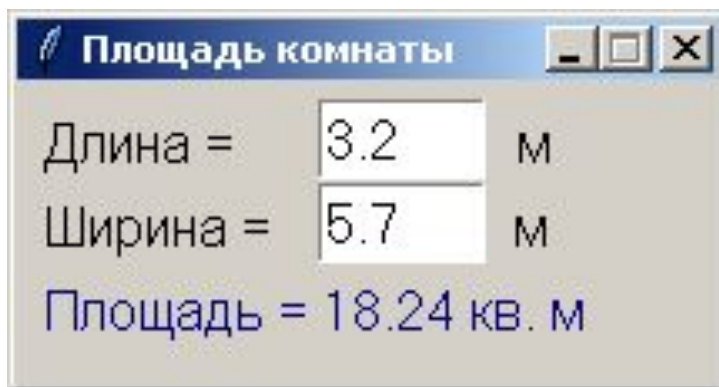 Площадь комнаты
Длина = 3.2 м
Ширина = 5.7 м
Площадь = 18.24 кв. м